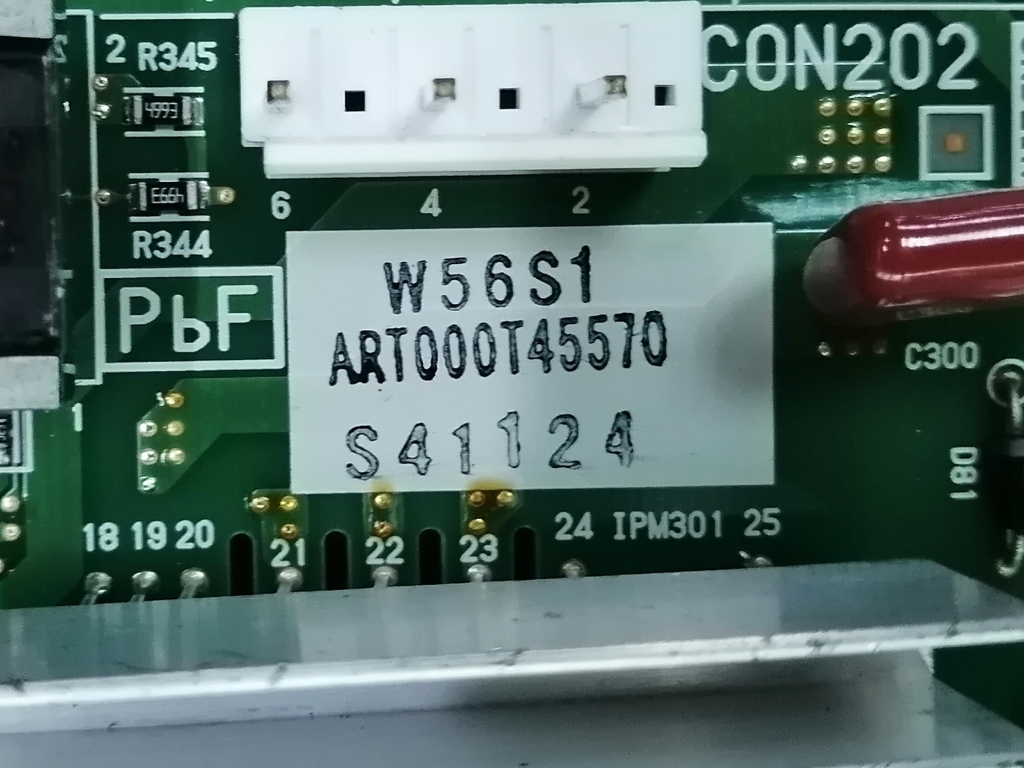 2 R345
CON202
4993
6 4 2
R344
PbF
W56S1
ART000T45570
S41124
C300
1
D81
18 19 20
21 22 23
24 IPM301 25